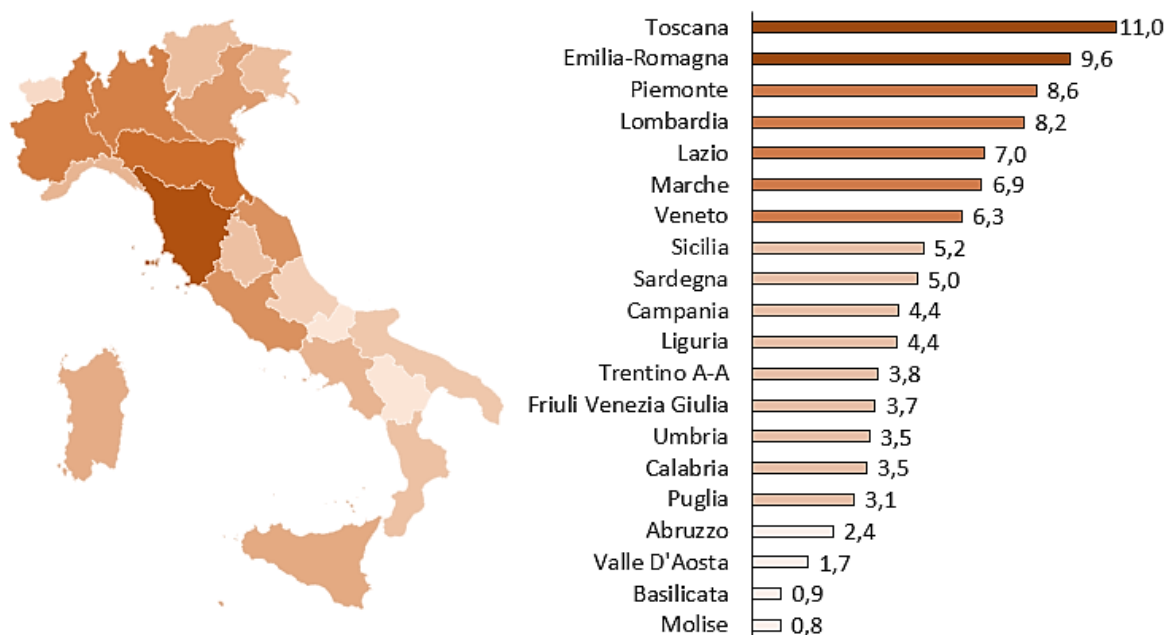 Toscana 11,0
Emilia-Romagna 9,6
Piemonte 8,6
Lombardia 8,2
Lazio 7,0
Marche 6,9
Veneto 6,3
Sicilia 5,2
Sardegna 5,0
Campania 4,4
Liguria 4,4
Trentino A-A 3,8
Friuli Venezia Giulia 3,7
Umbria 3,5
Calabria 3,5
Puglia 3,1
Abruzzo 2,4
Valle D'Aosta 1,7
Basilicata 0,9
Molise 0,8